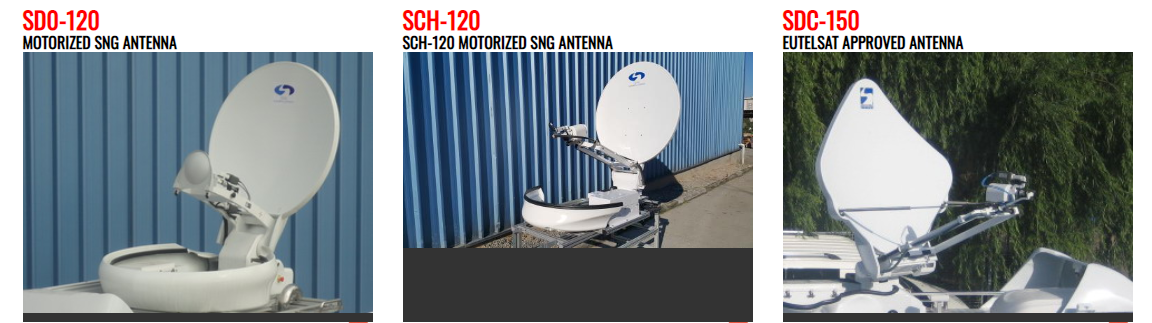 SDO-120
MOTORIZED SNG ANTENNA
SCH-120
SCH-120 MOTORIZED SNG ANTENNA
SDC-150
EUTELSAT APPROVED ANTENNA